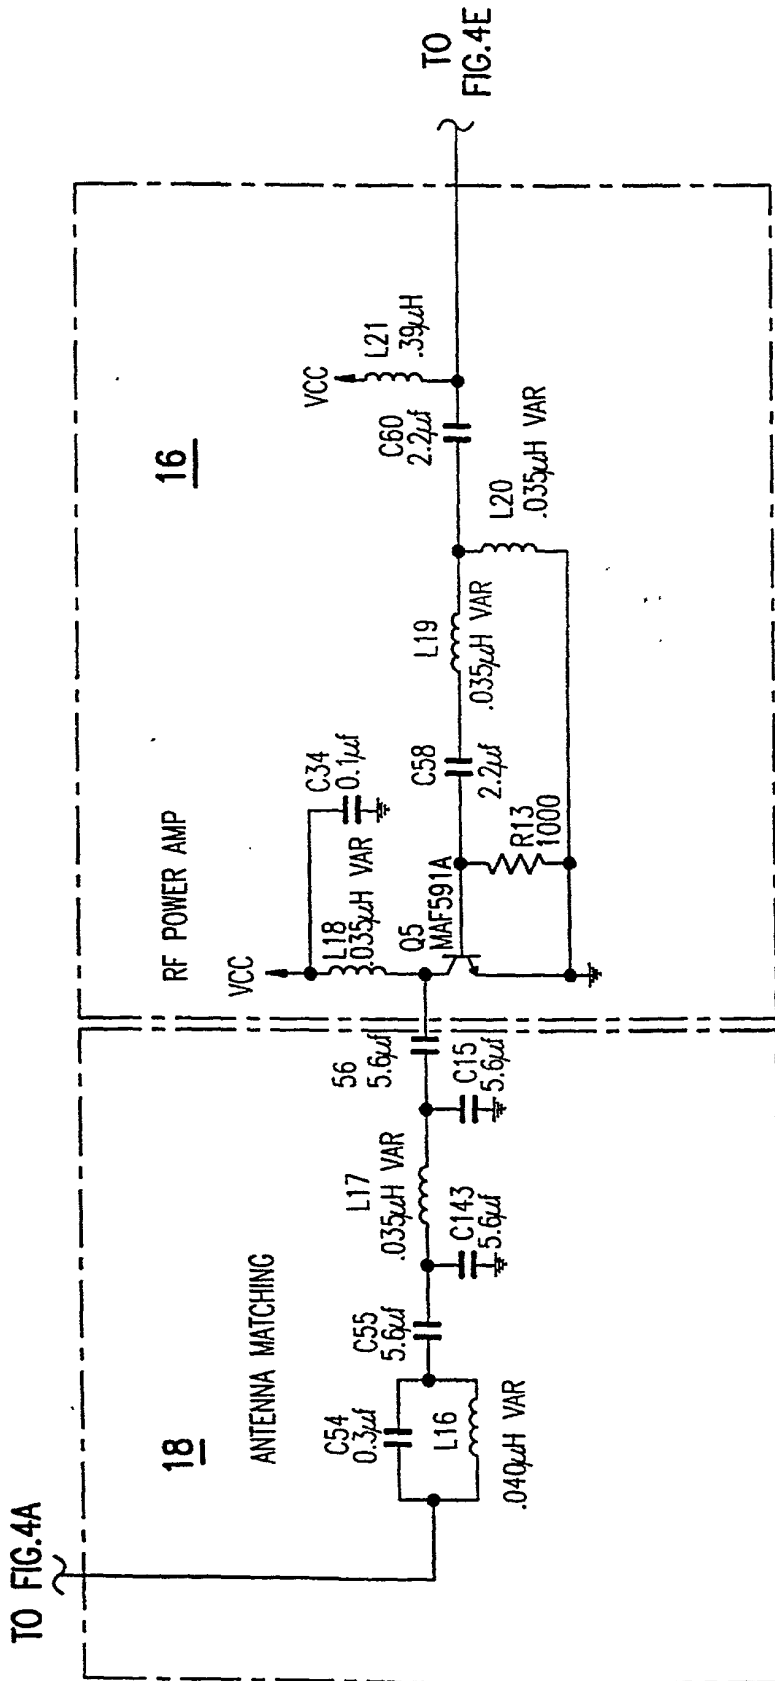 TO FIG.4A
18
ANTENNA MATCHING
C54
0.3µf
L16
.040µH VAR
C55
5.6µf
C143
5.6µf
L17
.035µH VAR
56
5.6µf
C15
5.6µf
RF POWER AMP
16
VCC
L18
.035µH VAR
C34
0.1µf
Q5
MAF591A
R13
1000
C58
2.2µf
L19
.035µH VAR
L20
.035µH VAR
C60
2.2µf
VCC
L21
.39µH
TO
FIG.4E